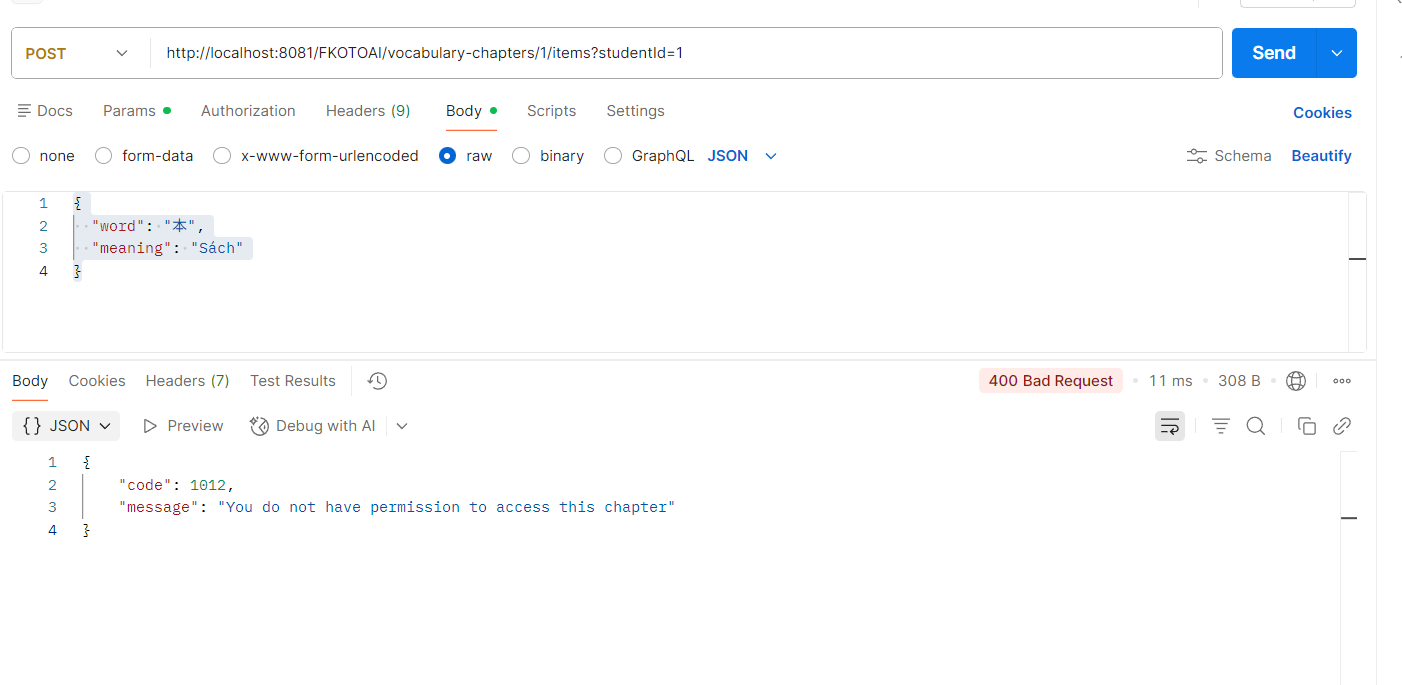 POST http://localhost:8081/FKOTOAI/vocabulary-chapters/1/items?studentId=1 Send
Docs Params Authorization Headers (9) Body Scripts Settings Cookies
none form-data x-www-form-urlencoded raw binary GraphQL JSON Schema Beautify
1 {
2 "word": "本",
3 "meaning": "Sách"
4 }
Body Cookies Headers (7) Test Results 400 Bad Request 11 ms 308 B
{} JSON Preview Debug with AI
1 {
2 "code": 1012,
3 "message": "You do not have permission to access this chapter"
4 }